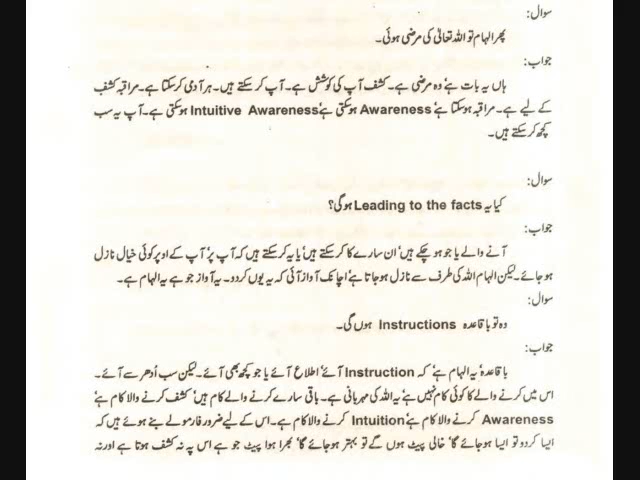 سوال:
پھر الہام تو اللہ تعالیٰ کی مرضی ہوئی۔
جواب:
ہاں یہ بات ہے' وہ مرضی ہے۔ کشف آپ کی کوشش ہے۔ آپ کر سکتے ہیں۔ ہر آدمی کر سکتا ہے۔ مراقبہ کشف
کے لیے ہے۔ مراقبہ ہو سکتا ہے' Awareness ہو سکتی ہے' Intuitive Awareness ہو سکتی ہے۔ آپ یہ سب
کچھ کر سکتے ہیں۔
سوال:
کیا یہ Leading to the facts ہوگی؟
جواب:
آنے والے یا جو ہو چکے ہیں' ان سارے کا کر سکتے ہیں' یا یہ کر سکتے ہیں کہ آپ پر' آپ کے اوپر کوئی خیال نازل
ہو جائے۔ لیکن الہام اللہ کی طرف سے نازل ہو جاتا ہے' اچانک آواز آئی کہ یہ یوں کر دو۔ یہ آواز جو ہے یہ الہام ہے۔
سوال:
وہ تو باقاعدہ Instructions ہوں گی۔
جواب:
باقاعدہ' یہ الہام ہے' کہ Instruction آئے' اطلاع آئے یا جو کچھ بھی آئے۔ لیکن سب اُدھر سے آئے۔
اس میں کرنے والے کا کوئی کام نہیں ہے' یہ اللہ کی مہربانی ہے۔ باقی سارے کرنے والے کام ہیں' کشف کرنے والا کام ہے'
Awareness کرنے والا کام ہے' Intuition کرنے والا کام ہے۔ اس کے لیے ضرور فارمولے بنے ہوئے ہیں کہ
ایسا کر دو تو ایسا ہو جائے گا' خالی پیٹ ہوں گے تو بہتر ہو جائے گا' بھرا ہوا پیٹ جو ہے اس پہ نہ کشف ہوتا ہے اور نہ